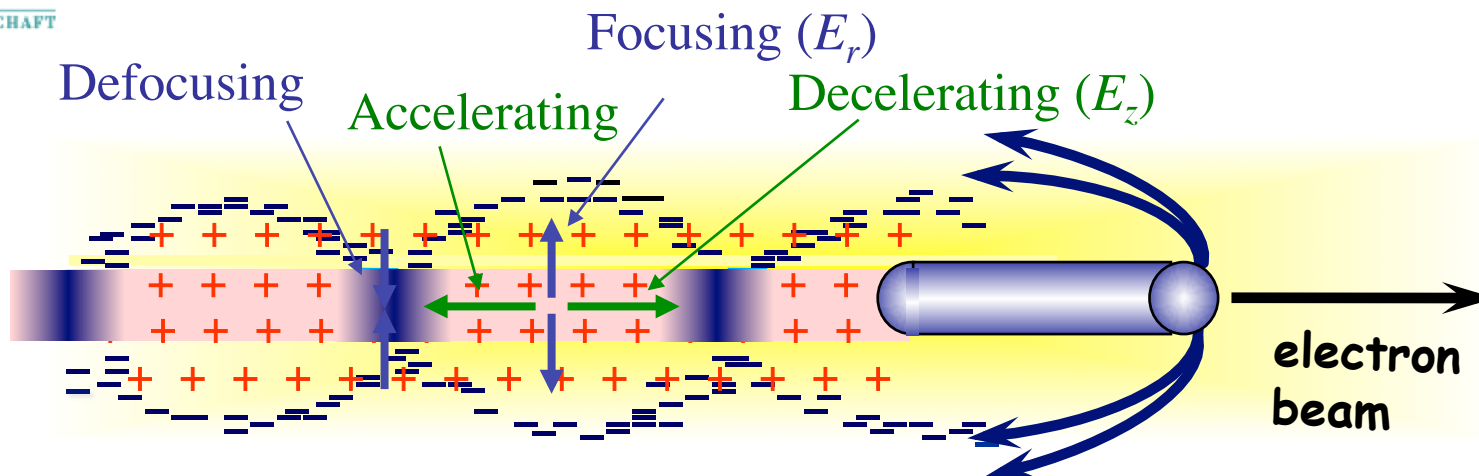 CHAFT
Focusing (E_r)
Defocusing
Accelerating
Decelerating (E_z)
electron
beam